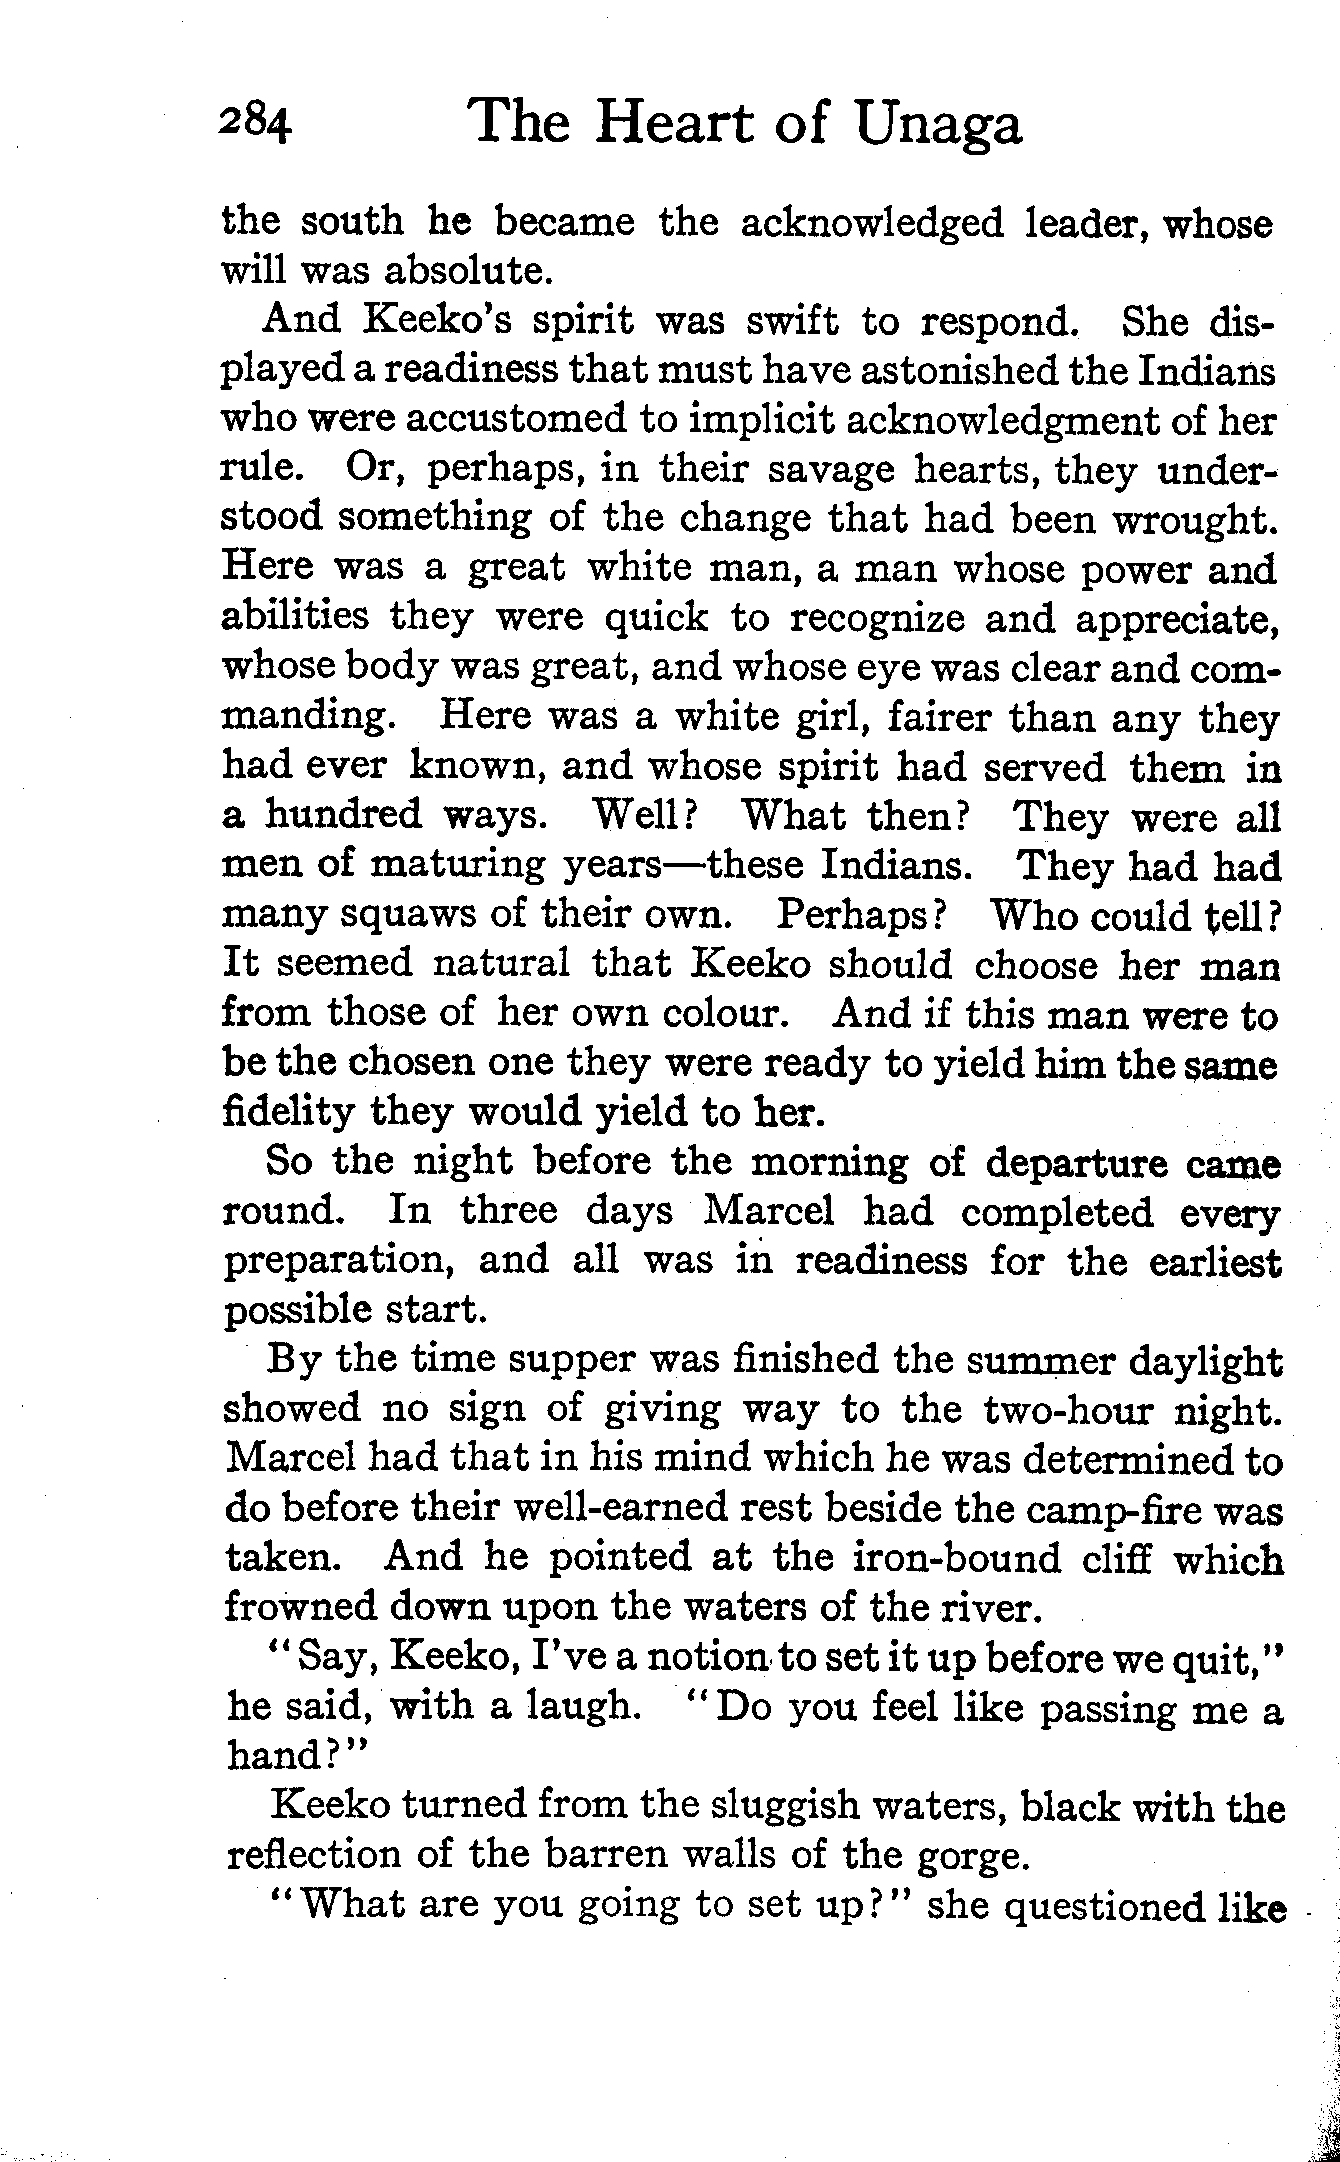 284 The Heart of Unaga
the south he became the acknowledged leader, whose
will was absolute.
And Keeko's spirit was swift to respond. She dis-
played a readiness that must have astonished the Indians
who were accustomed to implicit acknowledgment of her
rule. Or, perhaps, in their savage hearts, they under-
stood something of the change that had been wrought.
Here was a great white man, a man whose power and
abilities they were quick to recognize and appreciate,
whose body was great, and whose eye was clear and com-
manding. Here was a white girl, fairer than any they
had ever known, and whose spirit had served them in
a hundred ways. Well? What then? They were all
men of maturing years—these Indians. They had had
many squaws of their own. Perhaps? Who could tell?
It seemed natural that Keeko should choose her man
from those of her own colour. And if this man were to
be the chosen one they were ready to yield him the same
fidelity they would yield to her.
So the night before the morning of departure came
round. In three days Marcel had completed every
preparation, and all was in readiness for the earliest
possible start.
By the time supper was finished the summer daylight
showed no sign of giving way to the two-hour night.
Marcel had that in his mind which he was determined to
do before their well-earned rest beside the camp-fire was
taken. And he pointed at the iron-bound cliff which
frowned down upon the waters of the river.
"Say, Keeko, I've a notion to set it up before we quit,"
he said, with a laugh. "Do you feel like passing me a
hand?"
Keeko turned from the sluggish waters, black with the
reflection of the barren walls of the gorge.
"What are you going to set up?" she questioned like